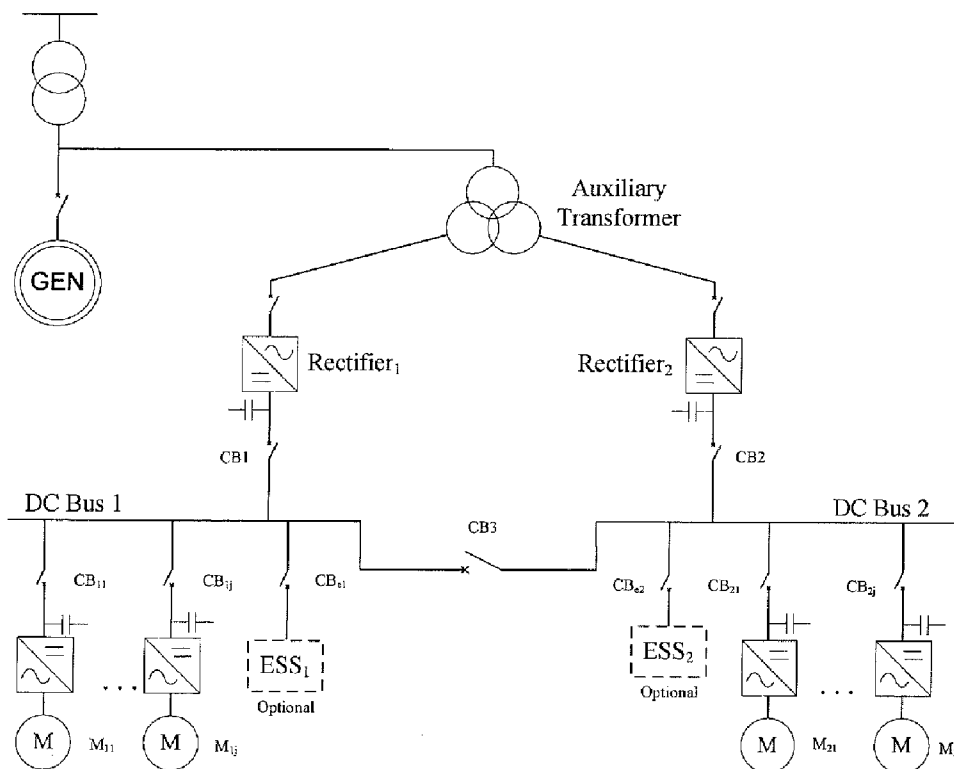 Auxiliary
Transformer
GEN
Rectifier₁
Rectifier₂
CB1
CB2
DC Bus 1
CB3
DC Bus 2
CB₁₁
CB₁ⱼ
CBₑ₁
CBₑ₂
CB₂₁
CB₂ⱼ
ESS₁
ESS₂
Optional
Optional
M
M₁₁
M
M₁ⱼ
M
M₂₁
M
M